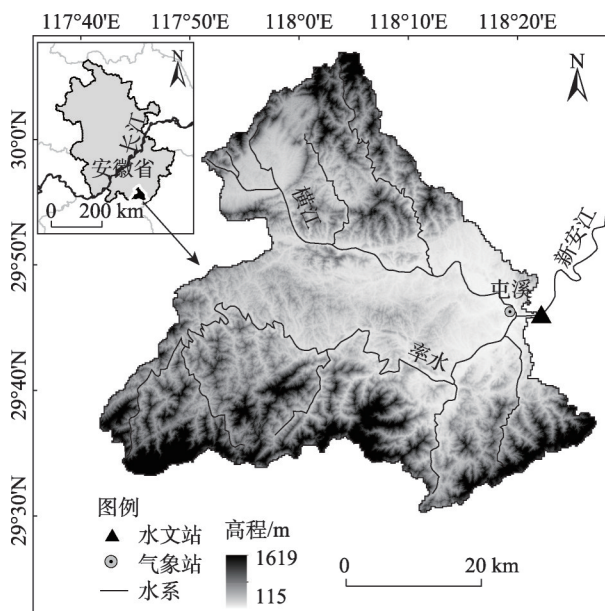 117°40′E 117°50′E 118°0′E 118°10′E 118°20′E
N
N
长江
安徽省
0 200 km
30°0′N
29°50′N
29°40′N
29°30′N
横江
新安江
屯溪
率水
图例
水文站
气象站
水系
高程/m
1619
115
0 20 km